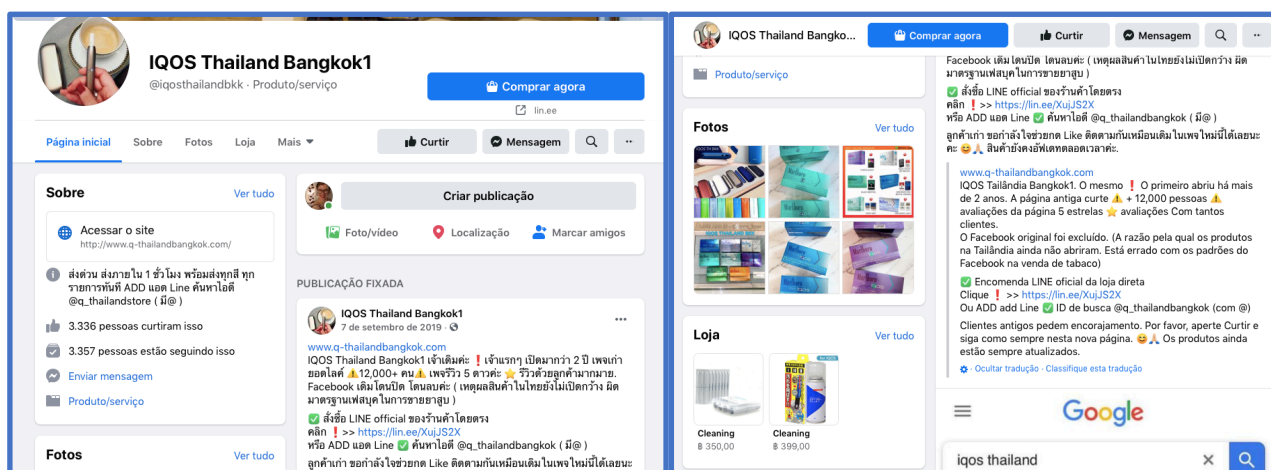 IQOS Thailand Bangkok1
@iqosthailandbkk · Produto/serviço
Comprar agora
lin.ee
Página inicial
Sobre
Fotos
Loja
Mais
Curtir
Mensagem
Sobre
Ver tudo
Acessar o site
http://www.q-thailandbangkok.com/
ส่งด่วน ส่งภายใน 1 ชั่วโมง พร้อมส่งทุกสี ทุก
รายการทันที ADD แอด Line ค้นหาไอดี
@q_thailandstore ( มี@ )
3.336 pessoas curtiram isso
3.357 pessoas estão seguindo isso
Enviar mensagem
Produto/serviço
Fotos
Ver tudo
Criar publicação
Foto/vídeo
Localização
Marcar amigos
PUBLICAÇÃO FIXADA
IQOS Thailand Bangkok1
7 de setembro de 2019 ·
www.q-thailandbangkok.com
IQOS Thailand Bangkok1 เจ้าเดิมค่ะ ❗ เจ้าแรกๆ เปิดมากว่า 2 ปี เพจเก่า
ยอดไลค์ ⚠️12,000+ คน⚠️ เพจรีวิว 5 ดาวค่ะ ⭐ รีวิวด้วยลูกค้ามากมาย.
Facebook เดิมโดนปิด โดนลบค่ะ ( เหตุผลสินค้าในไทยยังไม่เปิดกว้าง ผิด
มาตรฐานเฟสบุคในการขายยาสูบ )
✅ สั่งซื้อ LINE official ของร้านค้าโดยตรง
คลิก❗>> https://lin.ee/XujJS2X
หรือ ADD แอด Line ✅ ค้นหาไอดี @q_thailandbangkok ( มี@ )
ลูกค้าเก่า ขอกำลังใจช่วยกด Like ติดตามกันเหมือนเดิมในเพจใหม่นี้ได้เลยนะ
IQOS Thailand Bangko...
Comprar agora
Curtir
Mensagem
Produto/serviço
Fotos
Ver tudo
Loja
Ver tudo
Cleaning
฿ 350,00
Cleaning
฿ 399,00
Facebook เดิมโดนปิด โดนลบค่ะ ( เหตุผลสินค้าในไทยยังไม่เปิดกว้าง ผิด
มาตรฐานเฟสบุคในการขายยาสูบ )
✅ สั่งซื้อ LINE official ของร้านค้าโดยตรง
คลิก❗>> https://lin.ee/XujJS2X
หรือ ADD แอด Line ✅ ค้นหาไอดี @q_thailandbangkok ( มี@ )
ลูกค้าเก่า ขอกำลังใจช่วยกด Like ติดตามกันเหมือนเดิมในเพจใหม่นี้ได้เลยนะ
คะ 😊🙏 สินค้ายังคงอัฟเดทตลอดเวลาค่ะ.
www.q-thailandbangkok.com
IQOS Tailândia Bangkok1. O mesmo ❗ O primeiro abriu há mais
de 2 anos. A página antiga curte ⚠️ + 12,000 pessoas ⚠️
avaliações da página 5 estrelas ⭐ avaliações Com tantos
clientes.
O Facebook original foi excluído. (A razão pela qual os produtos
na Tailândia ainda não abriram. Está errado com os padrões do
Facebook na venda de tabaco)
✅ Encomenda LINE oficial da loja direta
Clique ❗ >> https://lin.ee/XujJS2X
Ou ADD add Line ✅ ID de busca @q_thailandbangkok (com @)
Clientes antigos pedem encorajamento. Por favor, aperte Curtir e
siga como sempre nesta nova página. 😊🙏 Os produtos ainda
estão sempre atualizados.
· Ocultar tradução · Classifique esta tradução
Google
iqos thailand